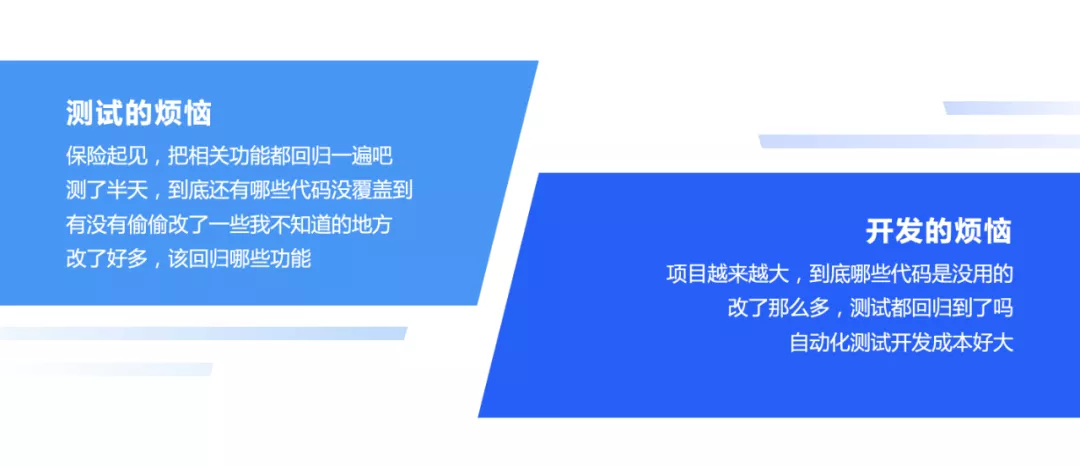 测试的烦恼
保险起见，把相关功能都回归一遍吧
测了半天，到底还有哪些代码没覆盖到
有没有偷偷改了一些我不知道的地方
改了好多，该回归哪些功能
开发的烦恼
项目越来越大，到底哪些代码是没用的
改了那么多，测试都回归到了吗
自动化测试开发成本好大